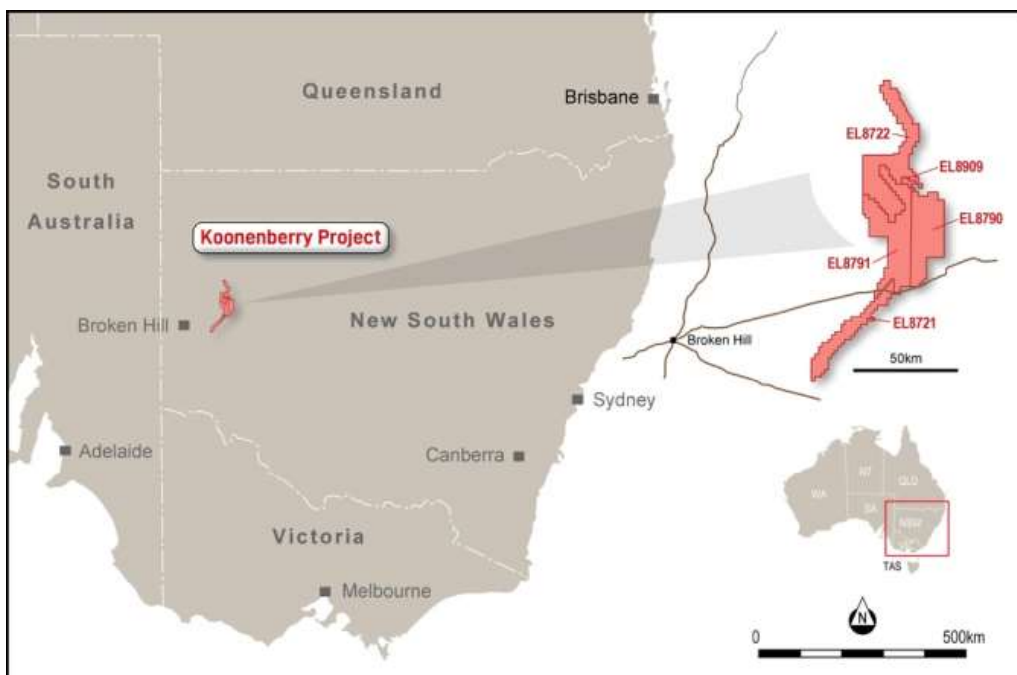 Queensland
Brisbane
South
Australia
Koonenberry Project
Broken Hill
New South Wales
Sydney
Adelaide
Canberra
Victoria
Melbourne
EL8722
EL8909
EL8790
EL8791
EL8721
Broken Hill
50km
WA
NT
QLD
SA
NSW
VIC
TAS
N
0 500km